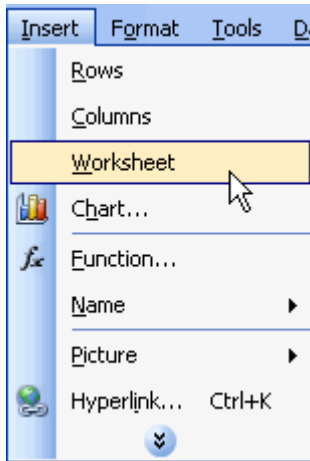 Insert Format Tools
Rows
Columns
Worksheet
Chart...
Function...
Name
Picture
Hyperlink... Ctrl+K